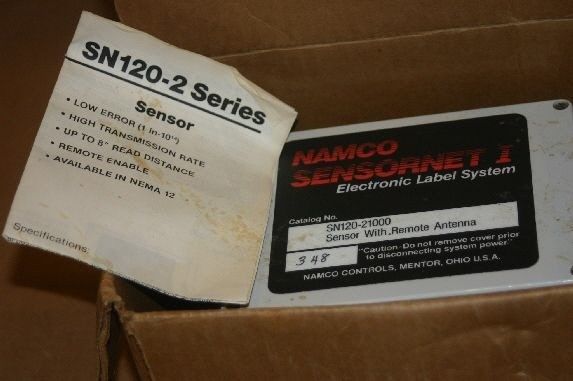 SN120-2 Series
Sensor
• LOW ERROR (1 in-10¹⁴)
• HIGH TRANSMISSION RATE
• UP TO 8" READ DISTANCE
• REMOTE ENABLE
• AVAILABLE IN NEMA 12
Specifications:
NAMCO
SENSORNET I
Electronic Label System
Catalog No.
SN120-21000
Sensor With Remote Antenna
348
"Caution-Do not remove cover prior
to disconnecting system power"
NAMCO CONTROLS, MENTOR, OHIO U.S.A.